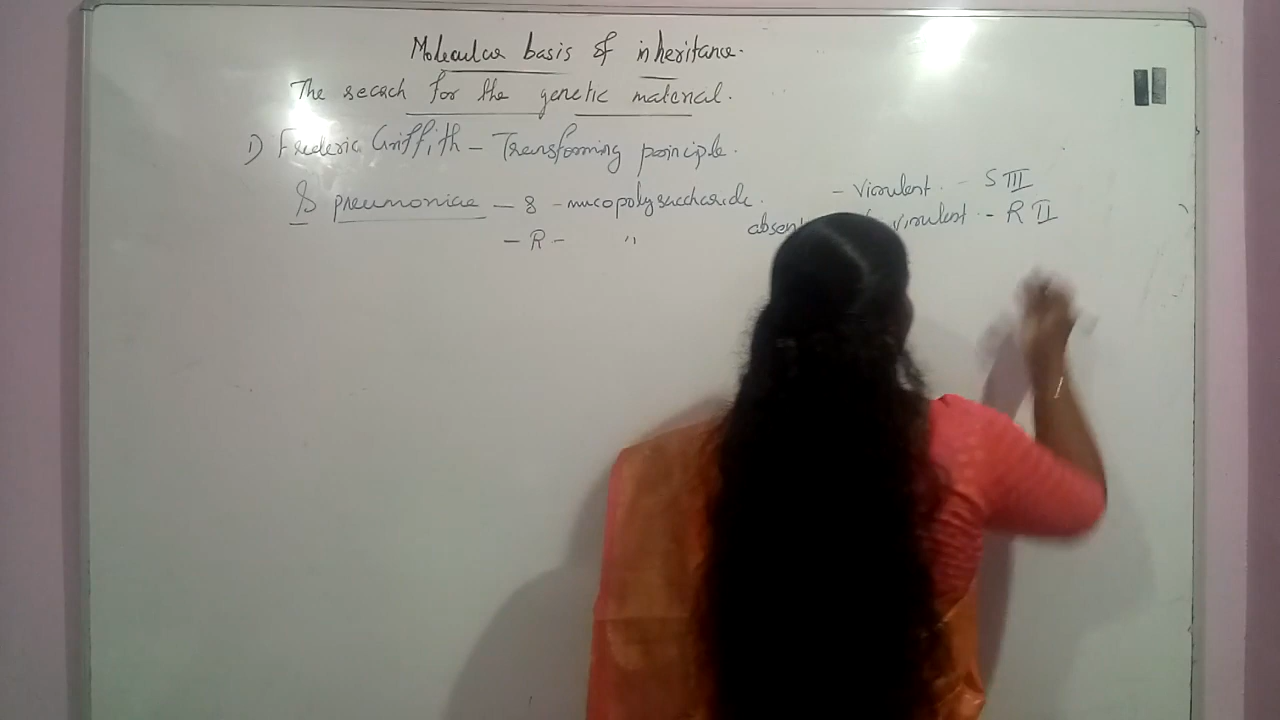 Molecular basis of inheritance.
The search for the genetic material.
1) Frederic Griffith - Transforming principle.
S pneumoniae - S - mucopolysaccharide. - Virulent. - S III
- R - " absent virulent - R II